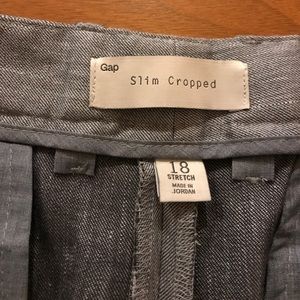 Gap
Slim Cropped
18
STRETCH
MADE IN
JORDAN